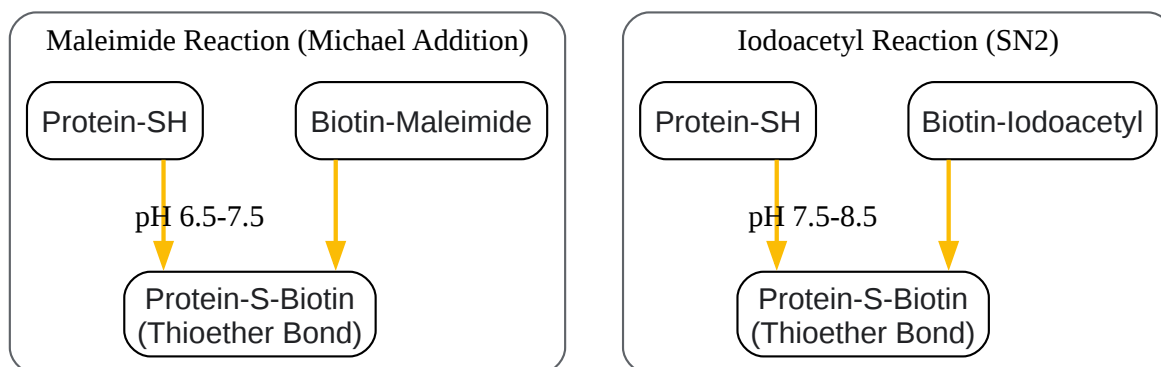 Maleimide Reaction (Michael Addition)
Protein-SH
Biotin-Maleimide
pH 6.5-7.5
Protein-S-Biotin
(Thioether Bond)
Iodoacetyl Reaction (SN2)
Protein-SH
Biotin-Iodoacetyl
pH 7.5-8.5
Protein-S-Biotin
(Thioether Bond)